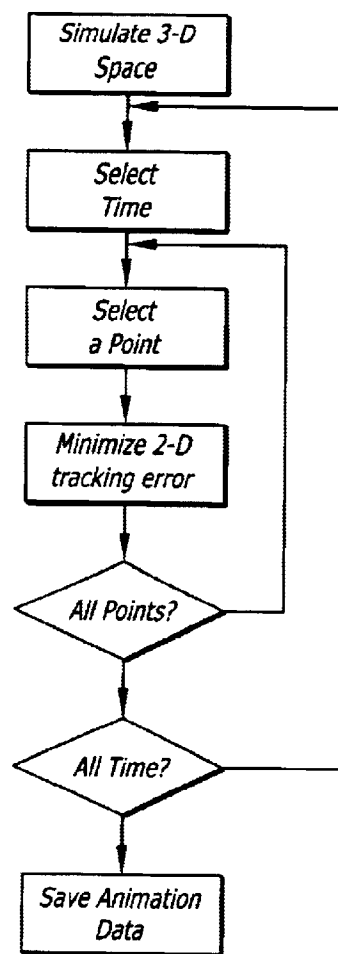 Simulate 3-D
Space
Select
Time
Select
a Point
Minimize 2-D
tracking error
All Points?
All Time?
Save Animation
Data